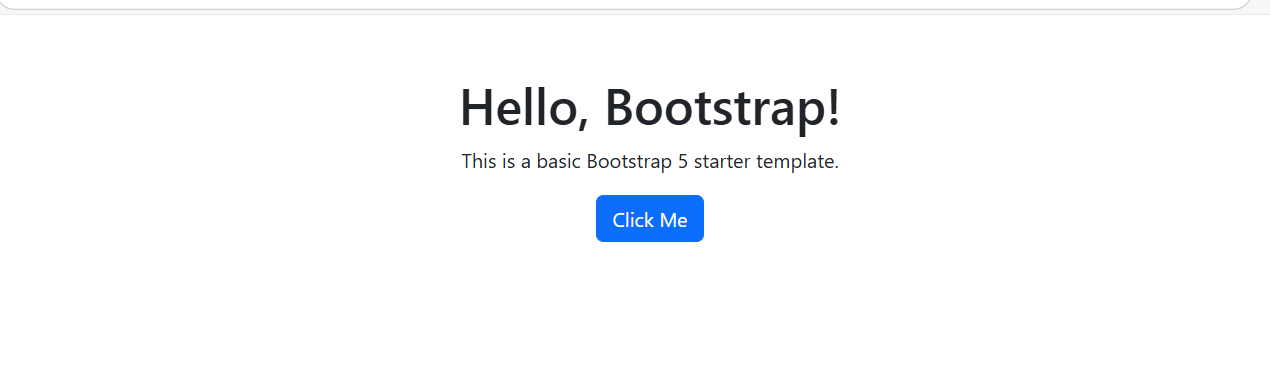 Hello, Bootstrap!
This is a basic Bootstrap 5 starter template.
Click Me